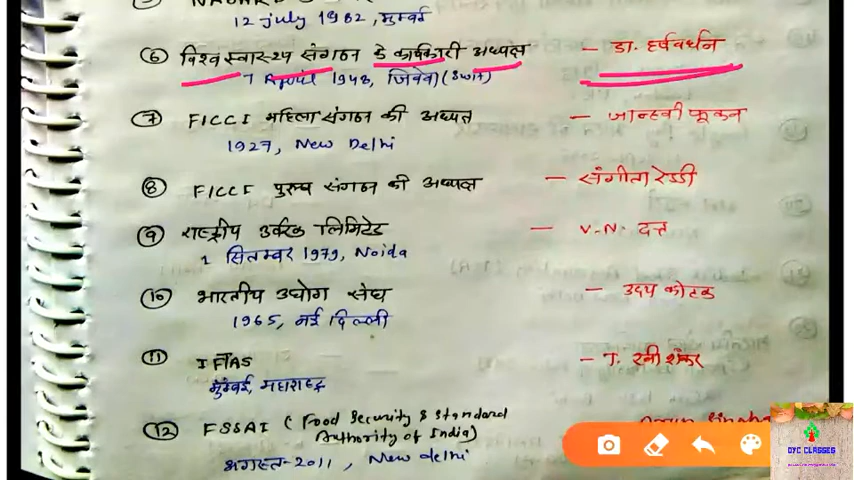 12 July 1982, मुम्बई
⑥ विश्व स्वास्थ्य संगठन के कार्यकारी अध्यक्ष - डा. हर्षवर्धन
7 April 1948, जिनेवा (Swit)
⑦ FICCI महिला संगठन की अध्यक्ष - जान्हवी फूकन
1927, New Delhi
⑧ FICCI पुरुष संगठन की अध्यक्ष - संगीता रेड्डी
⑨ राष्ट्रीय उर्वरक लिमिटेड - V.N. दत्त
1 सितम्बर 1979, Noida
⑩ भारतीय उद्योग संघ - उदय कोटक
1965, नई दिल्ली
⑪ IFTAS - T. रबी शंकर
मुंम्बई, महाराष्ट्र
⑫ FSSAI (Food Security & Standard
Authority of India)
अगस्त-2011, New delhi
DYC CLASSES